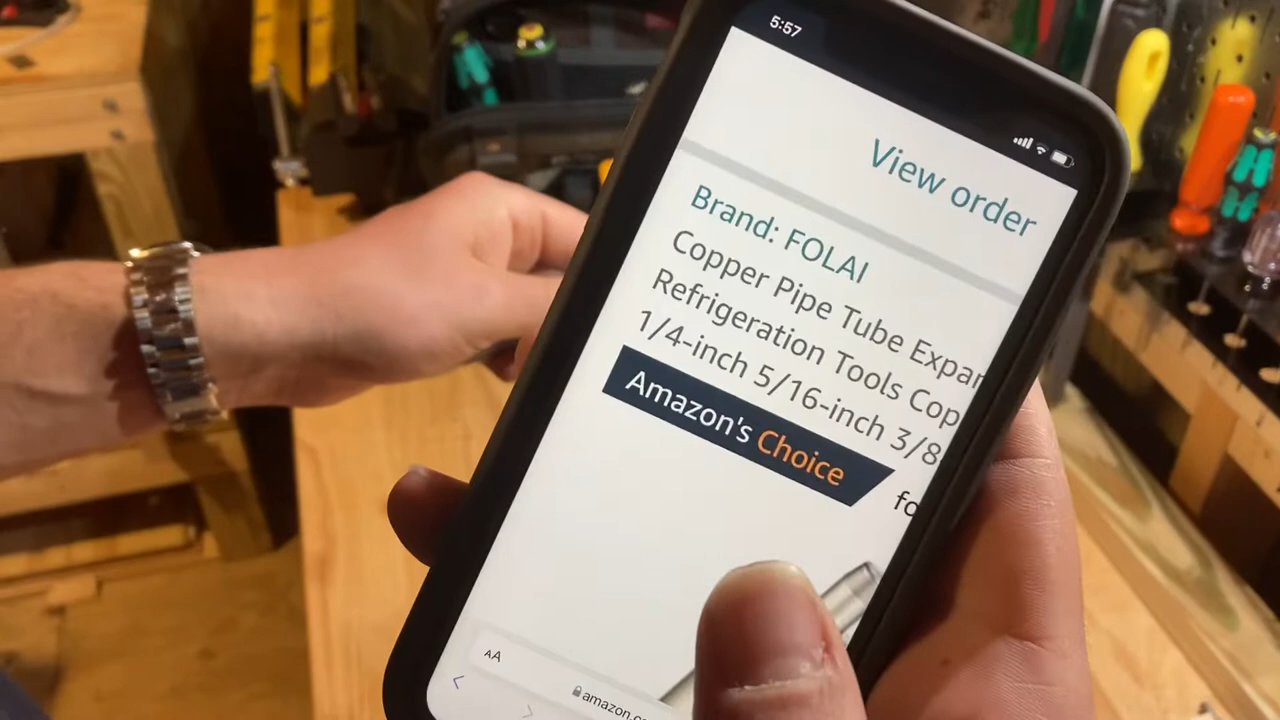 5:57
View order
Brand: FOLAI
Copper Pipe Tube Expan
Refrigeration Tools Cop
1/4-inch 5/16-inch 3/8
Amazon's Choice
fo
AA
amazon.co